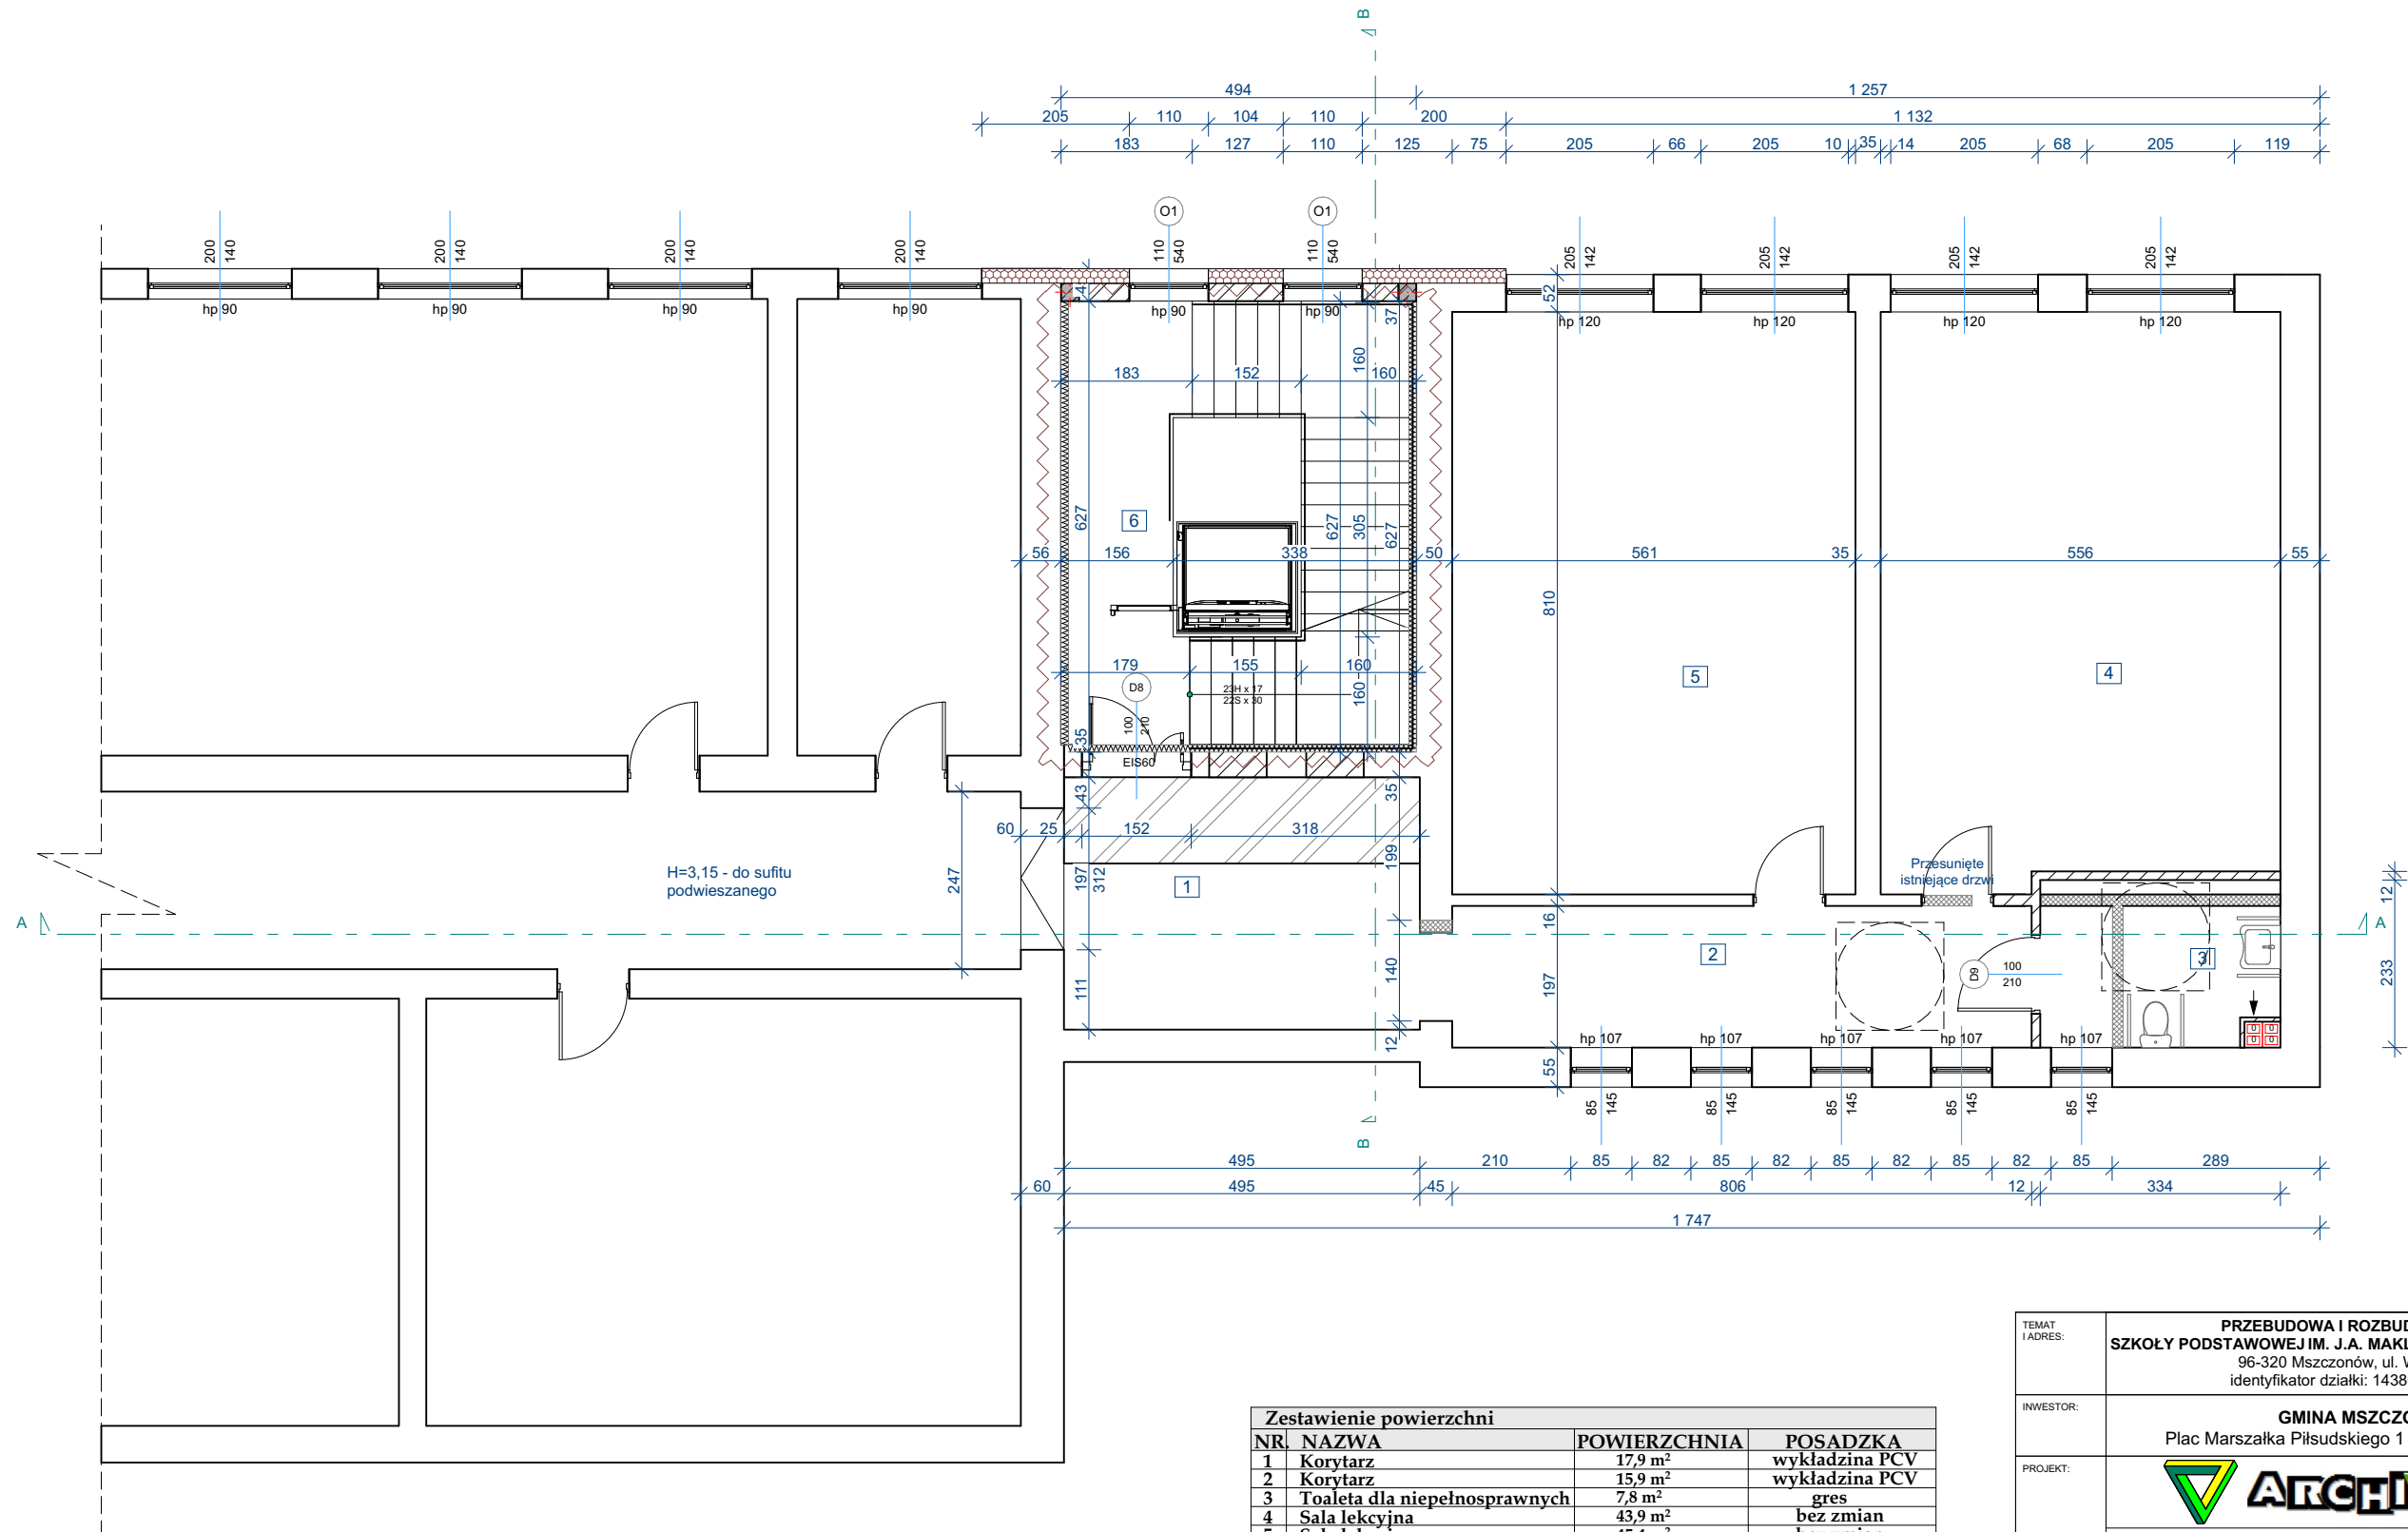 B
494
1 257
205
110
104
110
200
1 132
183
127
110
125
75
205
66
205
10
35
14
205
68
205
119
O1
O1
200
140
200
140
200
140
200
140
110
540
110
540
205
142
205
142
205
142
205
142
hp 90
hp 90
hp 90
hp 90
hp 90
hp 90
hp 120
hp 120
hp 120
hp 120
52
37
160
183
152
160
6
627
627
305
627
56
156
338
50
561
35
556
55
810
179
155
160
160
5
4
D8
23H x 17
22S x 30
100
210
35
EIS60
43
35
60
25
152
318
H=3,15 - do sufitu
podwieszanego
247
197
312
1
199
Przesunięte
istniejące drzwi
12
A
A
16
2
D9
100
210
3
233
111
140
197
12
55
hp 107
hp 107
hp 107
hp 107
hp 107
85
145
85
145
85
145
85
145
85
145
B
495
210
85
82
85
82
85
82
85
82
85
289
60
495
45
806
12
334
1 747
TEMAT
I ADRES:
PRZEBUDOWA I ROZBU
SZKOŁY PODSTAWOWEJ IM. J.A. MAKL
96-320 Mszczonów, ul. W
identyfikator działki: 1438
INWESTOR:
GMINA MSZCZO
Plac Marszałka Piłsudskiego 1
PROJEKT:
ARCHI
Zestawienie powierzchni
NR. NAZWA POWIERZCHNIA POSADZKA
1 Korytarz 17,9 m² wykładzina PCV
2 Korytarz 15,9 m² wykładzina PCV
3 Toaleta dla niepełnosprawnych 7,8 m² gres
4 Sala lekcyjna 43,9 m² bez zmian